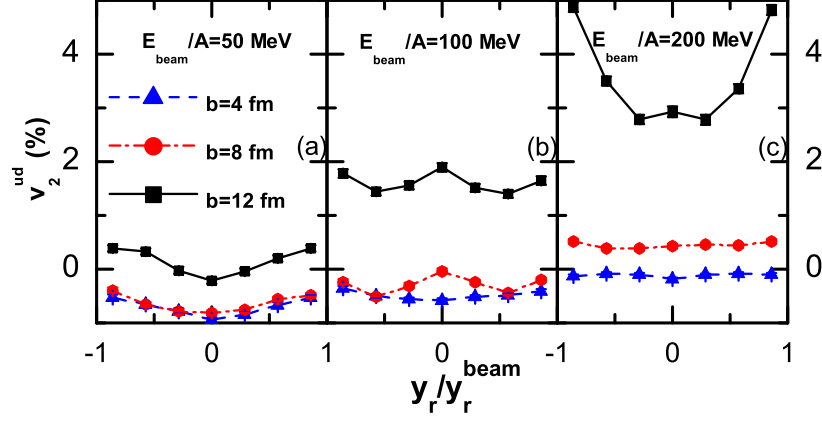 E_beam/A=50 MeV
E_beam/A=100 MeV
E_beam/A=200 MeV
4
4
b=4 fm
b=8 fm
b=12 fm
(a)
(b)
(c)
2
2
0
0
v_2^ud (%)
-1
0
1
0
1
0
1
y_r/y_r^beam